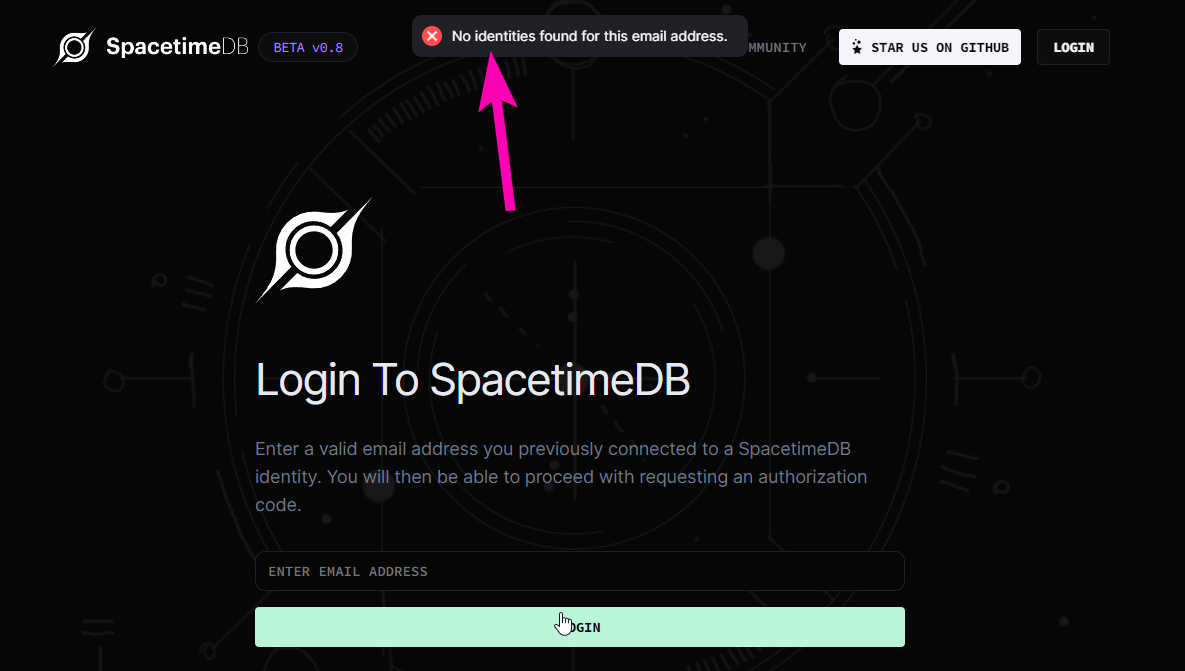 SpacetimeDB
BETA v0.8
No identities found for this email address.
MMUNITY
STAR US ON GITHUB
LOGIN
Login To SpacetimeDB
Enter a valid email address you previously connected to a SpacetimeDB
identity. You will then be able to proceed with requesting an authorization
code.
ENTER EMAIL ADDRESS
OGIN